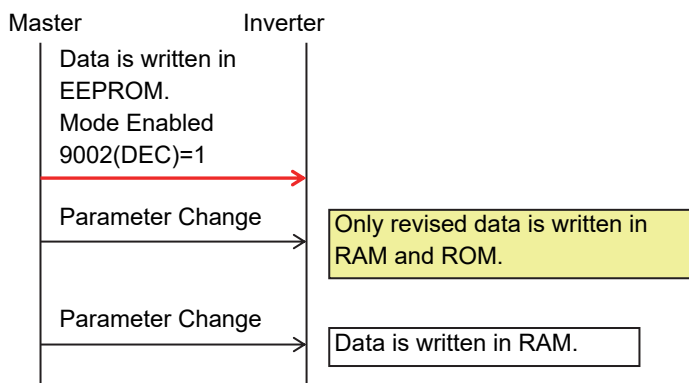 Master Inverter
Data is written in
EEPROM.
Mode Enabled
9002(DEC)=1
Parameter Change
Only revised data is written in
RAM and ROM.
Parameter Change
Data is written in RAM.